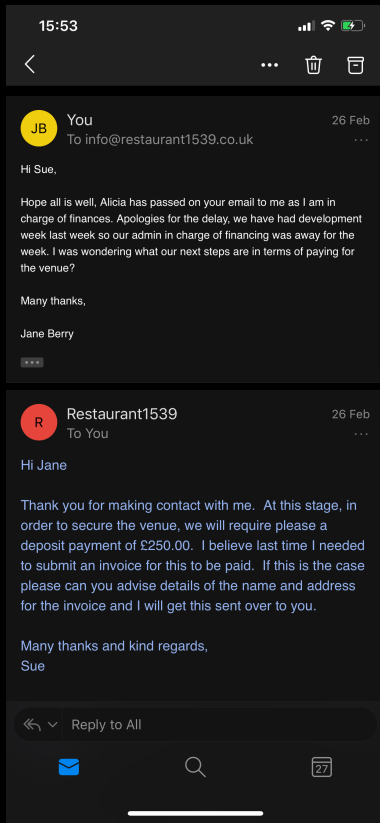 15:53
JB
You
26 Feb
To info@restaurant1539.co.uk
Hi Sue,
Hope all is well, Alicia has passed on your email to me as I am in
charge of finances. Apologies for the delay, we have had development
week last week so our admin in charge of financing was away for the
week. I was wondering what our next steps are in terms of paying for
the venue?
Many thanks,
Jane Berry
R
Restaurant1539
26 Feb
To You
Hi Jane
Thank you for making contact with me.  At this stage, in
order to secure the venue, we will require please a
deposit payment of £250.00.  I believe last time I needed
to submit an invoice for this to be paid.  If this is the case
please can you advise details of the name and address
for the invoice and I will get this sent over to you.
Many thanks and kind regards,
Sue
Reply to All
27